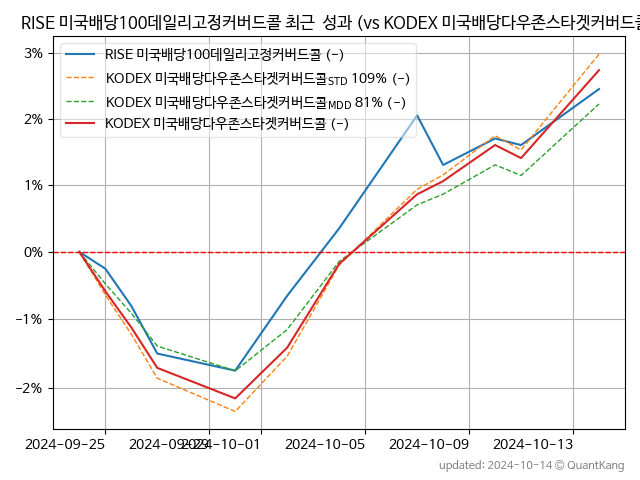 RISE 미국배당100데일리고정커버드콜 최근 성과 (vs KODEX 미국배당다우존스타겟커버드콜
RISE 미국배당100데일리고정커버드콜 (-)
KODEX 미국배당다우존스타겟커버드콜STD 109% (-)
KODEX 미국배당다우존스타겟커버드콜MDD 81% (-)
KODEX 미국배당다우존스타겟커버드콜 (-)
3%
2%
1%
0%
-1%
-2%
2024-09-25
2024-09-29
2024-10-01
2024-10-05
2024-10-09
2024-10-13
updated: 2024-10-14 © QuantKang